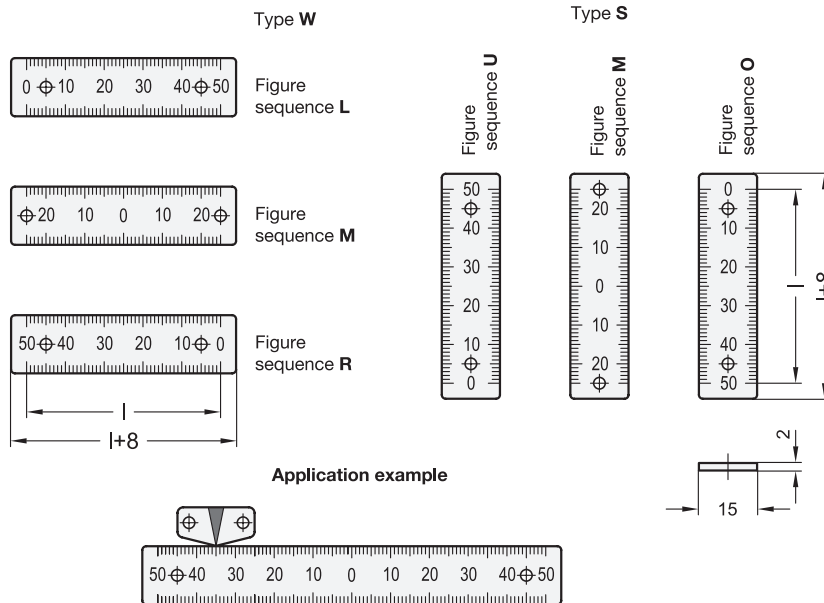 Type W
Type S
0 10 20 30 40 50
Figure
sequence L
20 10 0 10 20
Figure
sequence M
50 40 30 20 10 0
Figure
sequence R
l
l+8
Figure
sequence U
50
40
30
20
10
0
Figure
sequence M
20
10
0
10
20
Figure
sequence O
0
10
20
30
40
50
l
l+8
2
15
Application example
50 40 30 20 10 0 10 20 30 40 50